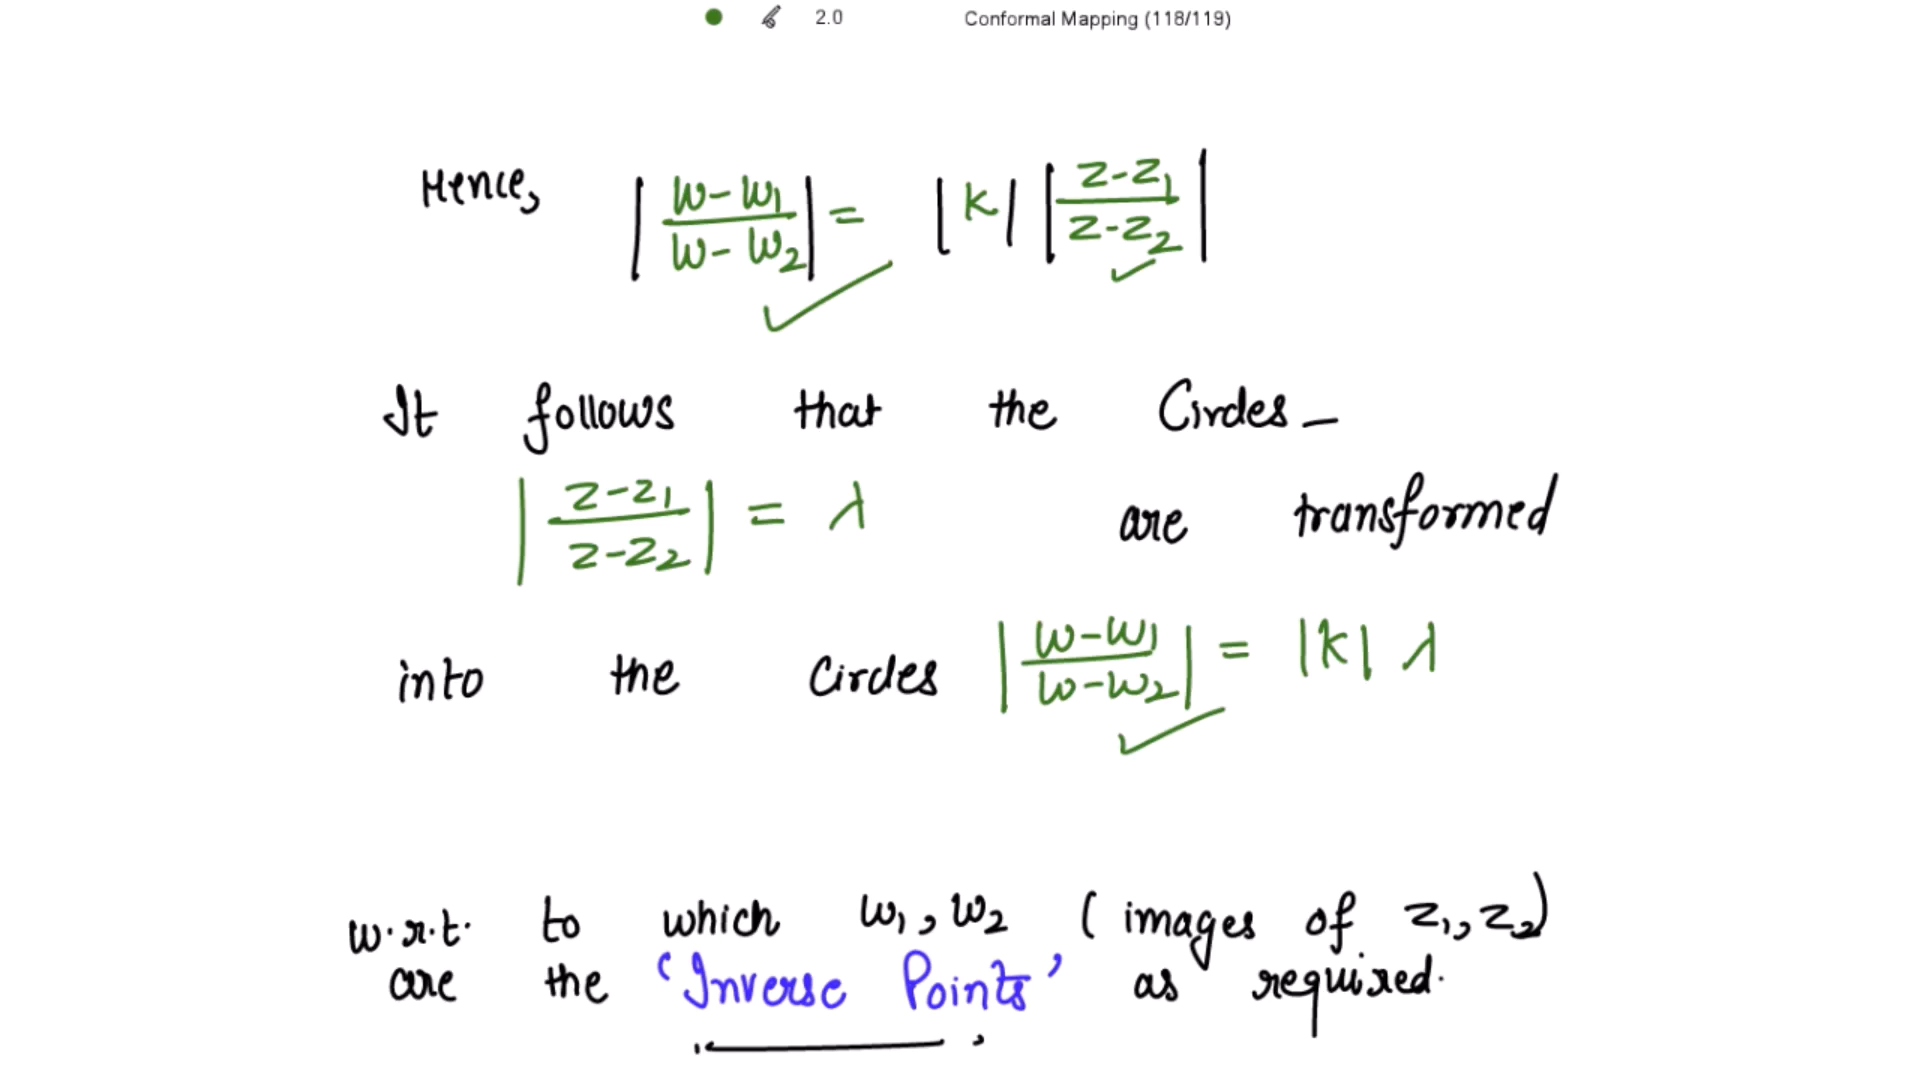 2.0 Conformal Mapping (118/119)
Hence, |w-w₁/w-w₂| = |k| |z-z₁/z-z₂|
It follows that the Circles -
|z-z₁/z-z₂| = λ are transformed
into the Circles |w-w₁/w-w₂| = |k| λ
w.r.t. to which w₁, w₂ (images of z₁, z₂)
are the 'Inverse Points' as required.